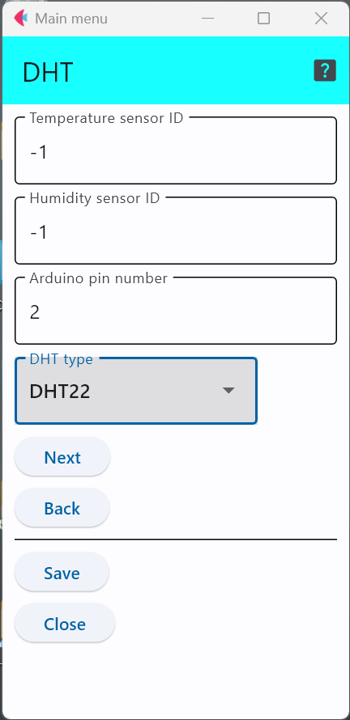 Main menu
DHT
?
Temperature sensor ID
-1
Humidity sensor ID
-1
Arduino pin number
2
DHT type
DHT22
Next
Back
Save
Close